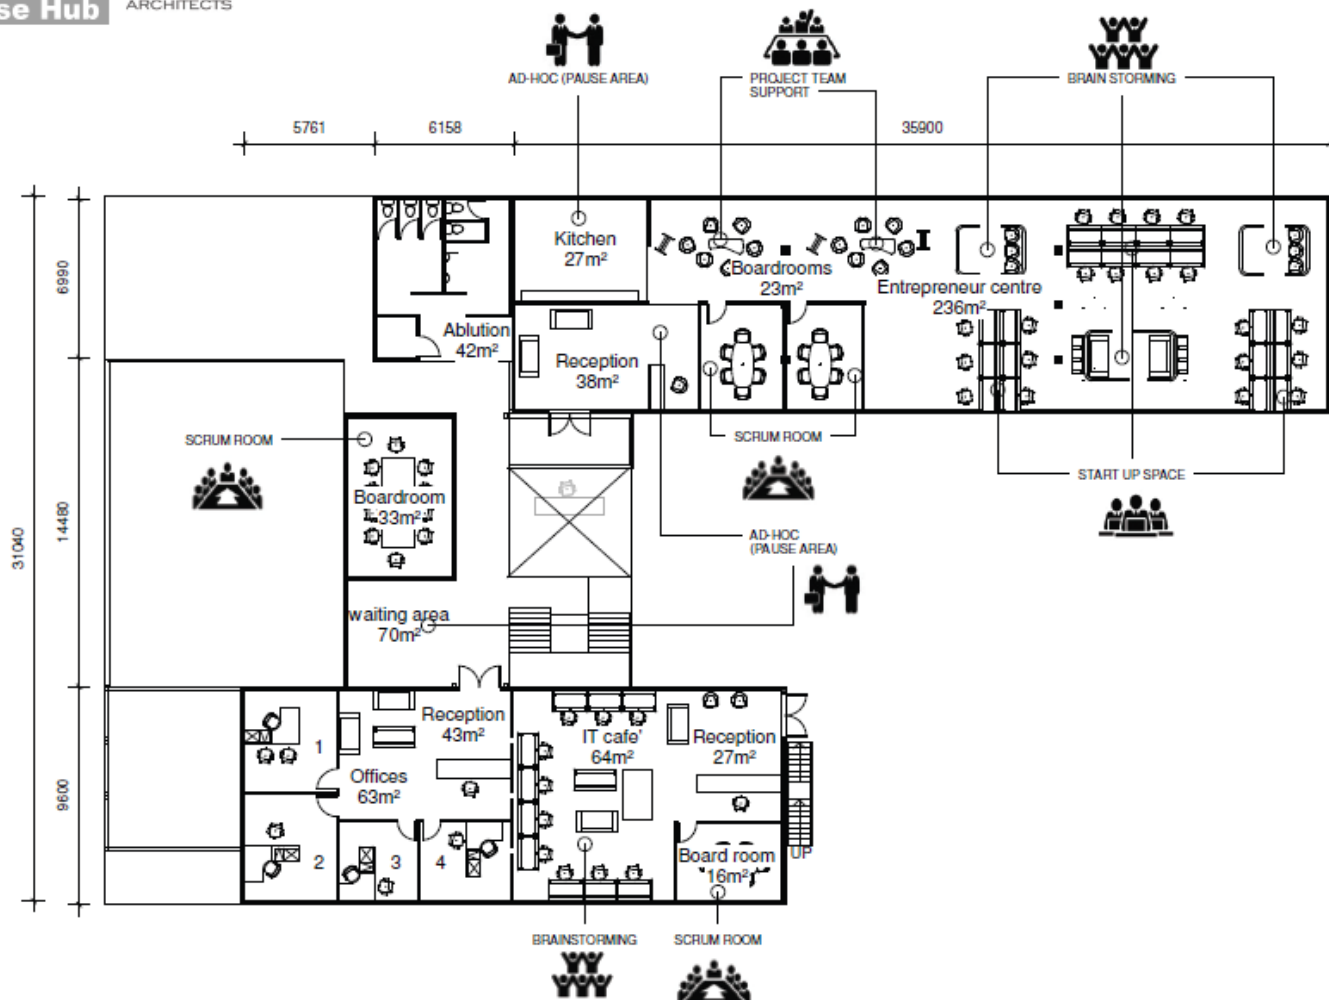 se Hub
ARCHITECTS
AD-HOC (PAUSE AREA)
PROJECT TEAM
SUPPORT
BRAIN STORMING
5761
6158
35900
31040
6990
14480
9600
Kitchen
27m²
Boardrooms
23m²
Entrepreneur centre
236m²
Ablution
42m²
Reception
38m²
SCRUM ROOM
SCRUM ROOM
START UP SPACE
Boardroom
33m²
AD-HOC
(PAUSE AREA)
waiting area
70m²
Reception
43m²
IT cafe'
64m²
Reception
27m²
1
Offices
63m²
2
3
4
Board room
16m²
UP
BRAINSTORMING
SCRUM ROOM